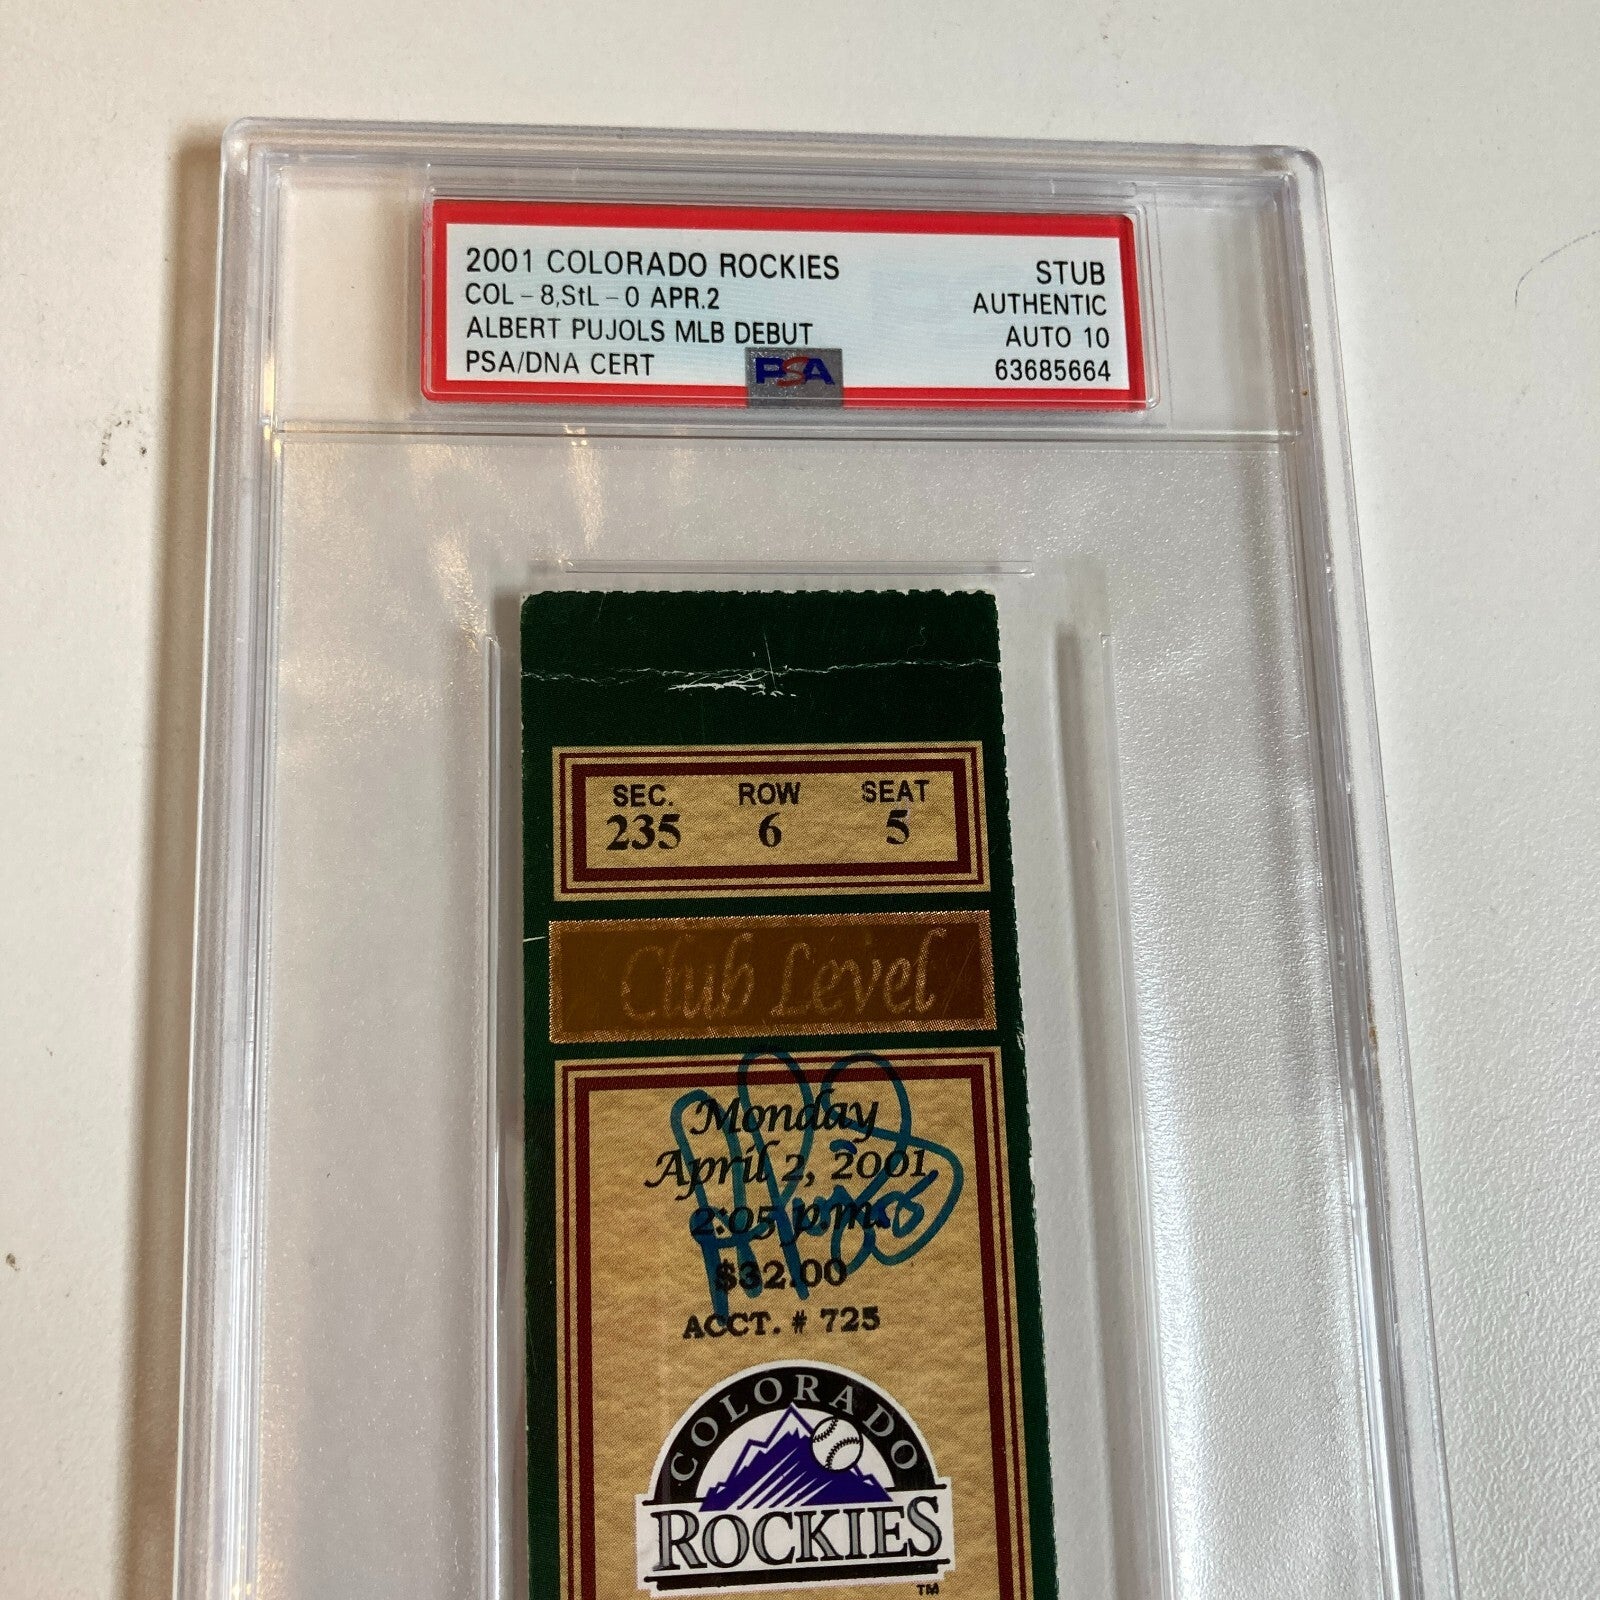 2001 COLORADO ROCKIES
COL-8,StL-0 APR.2
ALBERT PUJOLS MLB DEBUT
PSA/DNA CERT
STUB
AUTHENTIC
AUTO 10
63685664
PSA
SEC. ROW SEAT
235 6 5
Club Level
Monday
April 2, 2001
2:05 p.m.
$32.00
ACCT. # 725
COLORADO
ROCKIES
TM